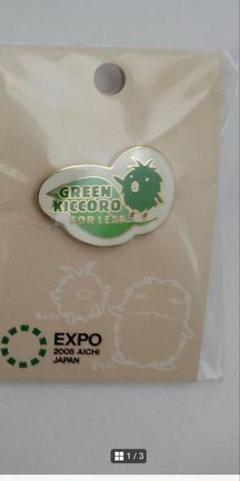 GREEN
KICCORO
FOR LEAF
EXPO
2005 AICHI
JAPAN
1/3